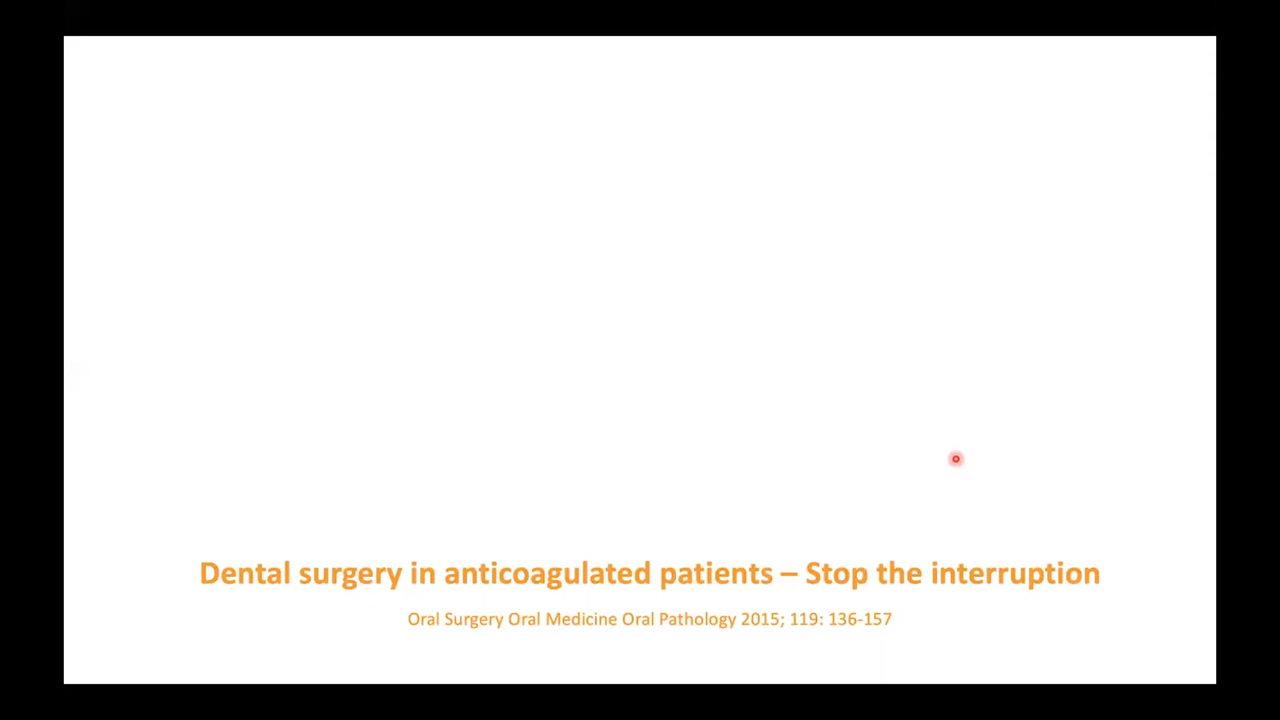 Dental surgery in anticoagulated patients – Stop the interruption
Oral Surgery Oral Medicine Oral Pathology 2015; 119: 136-157